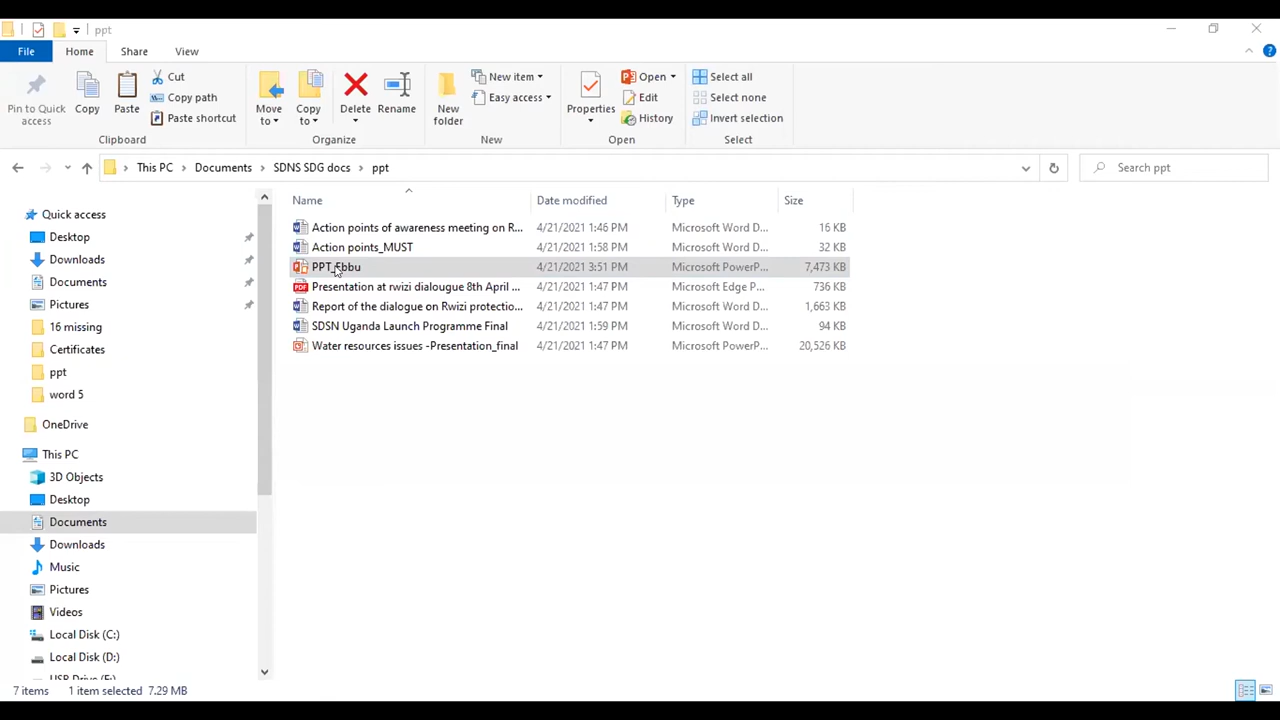 ppt
File Home Share View
Pin to Quick access
Copy
Paste
Cut
Copy path
Paste shortcut
Clipboard
Move to
Copy to
Delete
Rename
Organize
New folder
New item
Easy access
New
Properties
Open
Edit
History
Open
Select all
Select none
Invert selection
Select
This PC > Documents > SDNS SDG docs > ppt
Search ppt
Quick access
Desktop
Downloads
Documents
Pictures
16 missing
Certificates
ppt
word 5
OneDrive
This PC
3D Objects
Desktop
Documents
Downloads
Music
Pictures
Videos
Local Disk (C:)
Local Disk (D:)
Name Date modified Type Size
Action points of awareness meeting on R... 4/21/2021 1:46 PM Microsoft Word D... 16 KB
Action points_MUST 4/21/2021 1:58 PM Microsoft Word D... 32 KB
PPT_Ebbu 4/21/2021 3:51 PM Microsoft PowerP... 7,473 KB
Presentation at rwizi dialougue 8th April ... 4/21/2021 1:47 PM Microsoft Edge P... 736 KB
Report of the dialogue on Rwizi protectio... 4/21/2021 1:47 PM Microsoft Word D... 1,663 KB
SDSN Uganda Launch Programme Final 4/21/2021 1:59 PM Microsoft Word D... 94 KB
Water resources issues -Presentation_final 4/21/2021 1:47 PM Microsoft PowerP... 20,526 KB
7 items 1 item selected 7.29 MB